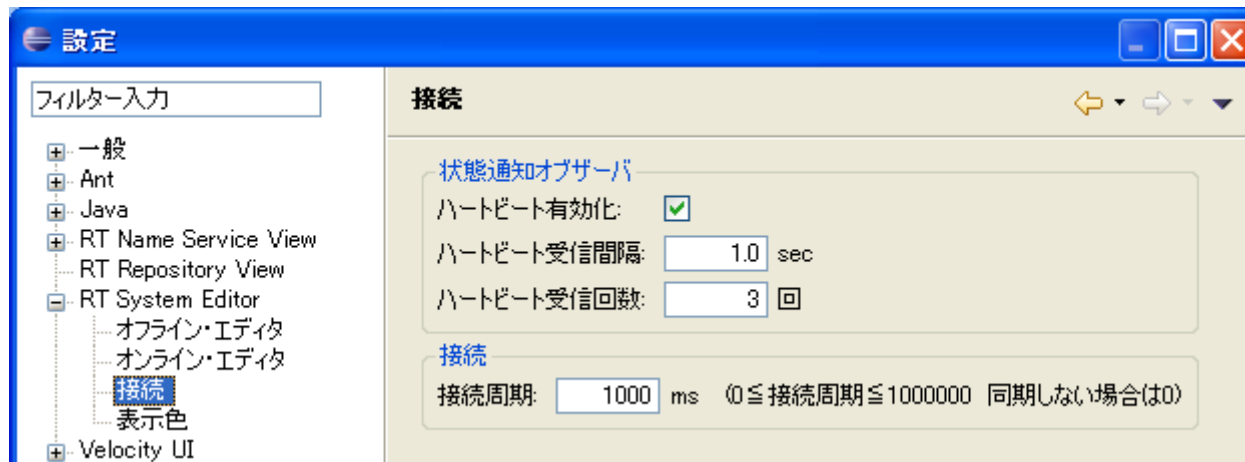 設定
フィルター入力
一般
Ant
Java
RT Name Service View
RT Repository View
RT System Editor
オフライン・エディタ
オンライン・エディタ
接続
表示色
Velocity UI
接続
状態通知オブザーバ
ハートビート有効化:
ハートビート受信間隔: 1.0 sec
ハートビート受信回数: 3 回
接続
接続周期: 1000 ms (0≦接続周期≦1000000 同期しない場合は0)